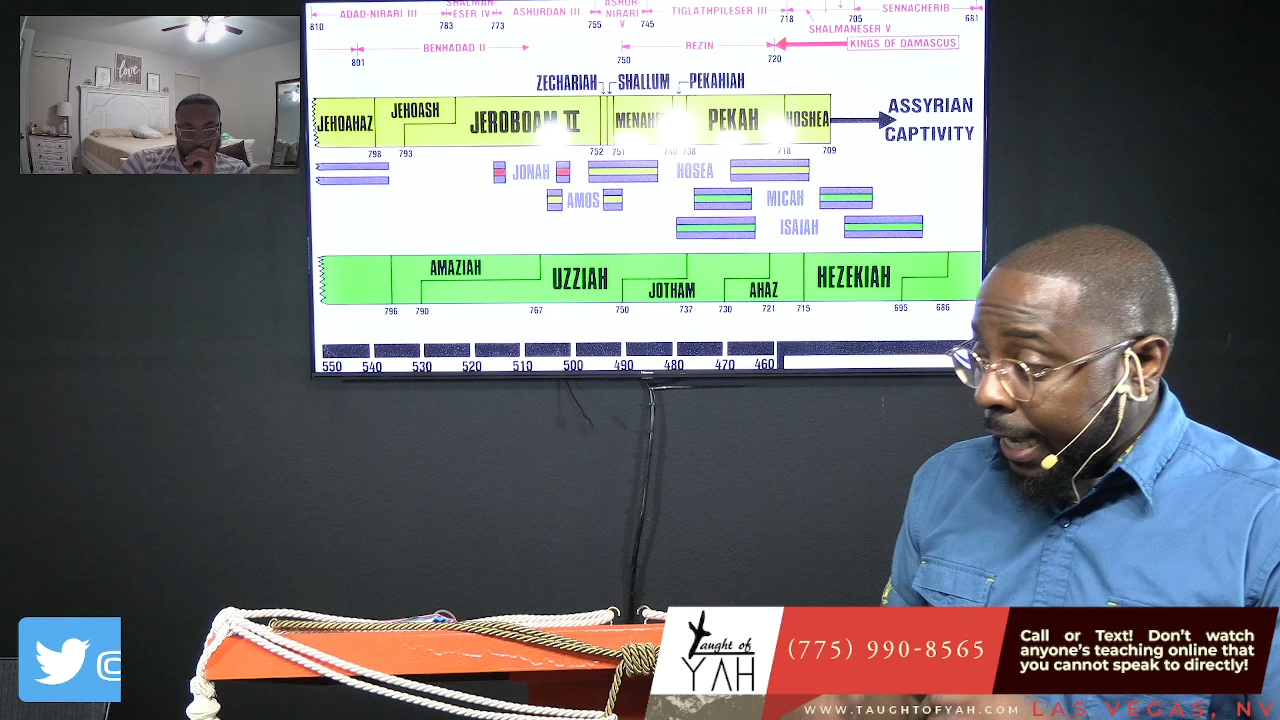 ADAD-NIRARI III
SHALMAN-
ESER IV
ASHURDAN III
ASHUR-
NIRARI
V
TIGLATHPILESER III
SENNACHERIB
810
783
773
755
745
718
705
681
SHALMANESER V
BENHADAD II
REZIN
KINGS OF DAMASCUS
801
750
720
ZECHARIAH
SHALLUM
PEKAHIAH
JEHOAHAZ
JEHOASH
JEROBOAM II
MENAHE
PEKAH
HOSHEA
ASSYRIAN
CAPTIVITY
798
793
752
751
740
738
718
709
JONAH
HOSEA
AMOS
MICAH
ISAIAH
AMAZIAH
UZZIAH
JOTHAM
AHAZ
HEZEKIAH
796
790
767
750
737
730
721
715
695
686
550 540 530 520 510 500 490 480 470 460
love
Taught of
YAH
(775) 990-8565
Call or Text! Don't watch
anyone's teaching online that
you cannot speak to directly!
WWW.TAUGHTOFYAH.COM
LAS VEGAS, NV